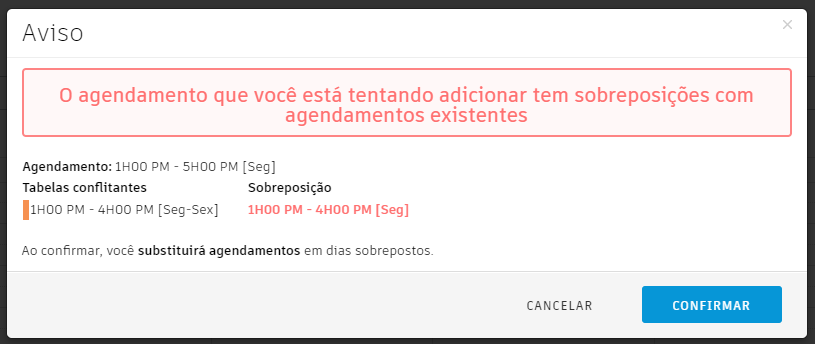 Aviso
×
O agendamento que você está tentando adicionar tem sobreposições com
agendamentos existentes
Agendamento: 1H00 PM - 5H00 PM [Seg]
Tabelas conflitantes Sobreposição
1H00 PM - 4H00 PM [Seg-Sex] 1H00 PM - 4H00 PM [Seg]
Ao confirmar, você substituirá agendamentos em dias sobrepostos.
CANCELAR CONFIRMAR